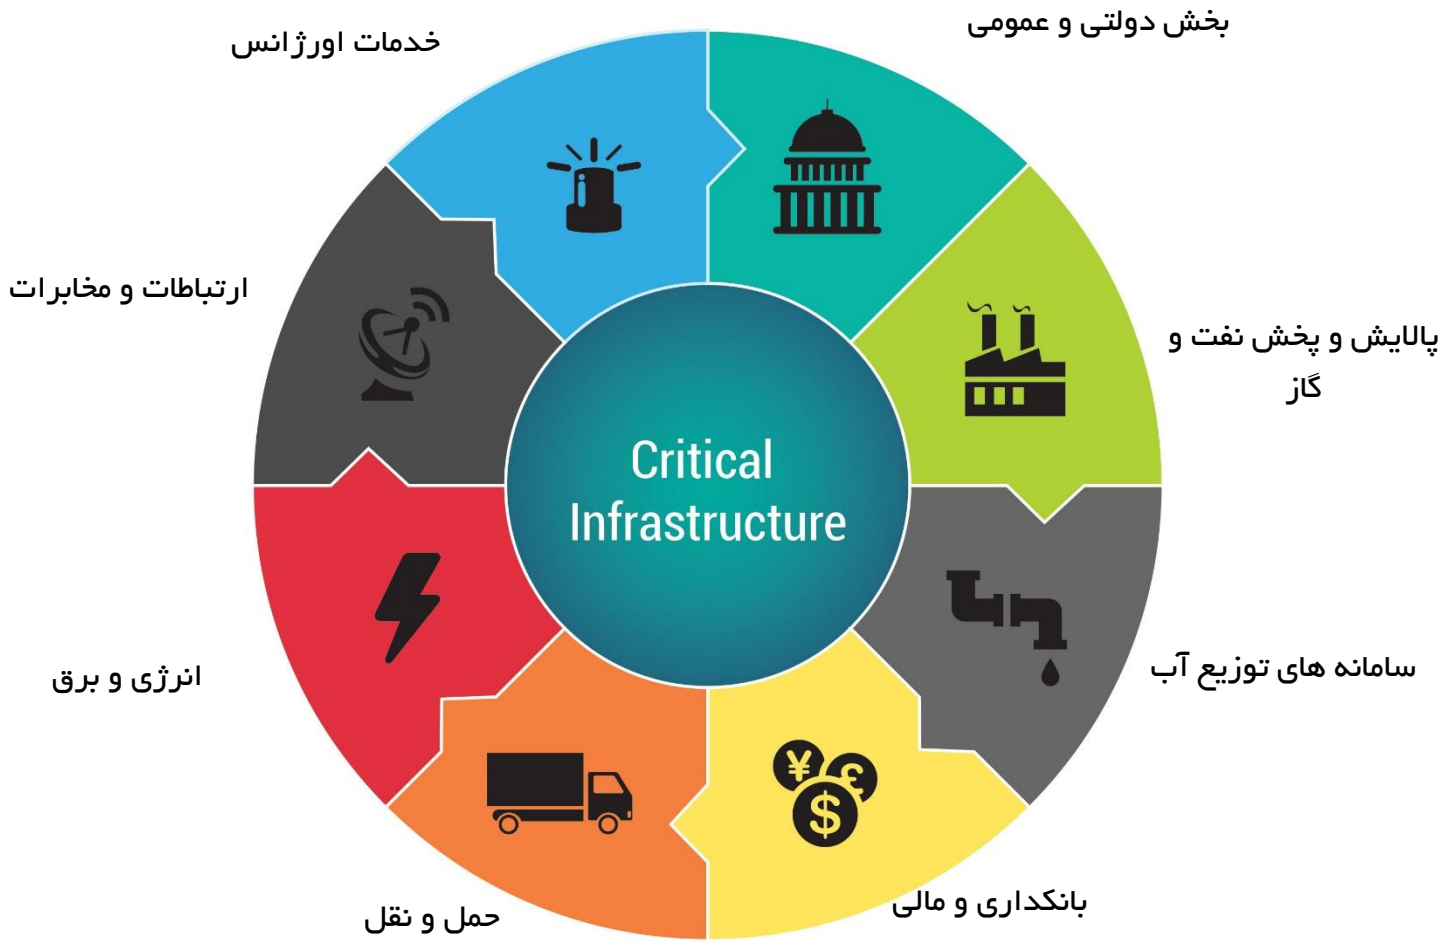 بخش دولتی و عمومی
خدمات اورژانس
ارتباطات و مخابرات
پالایش و پخش نفت و
گاز
Critical
Infrastructure
سامانه های توزیع آب
انرژی و برق
بانکداری و مالی
حمل و نقل
¥
£
$